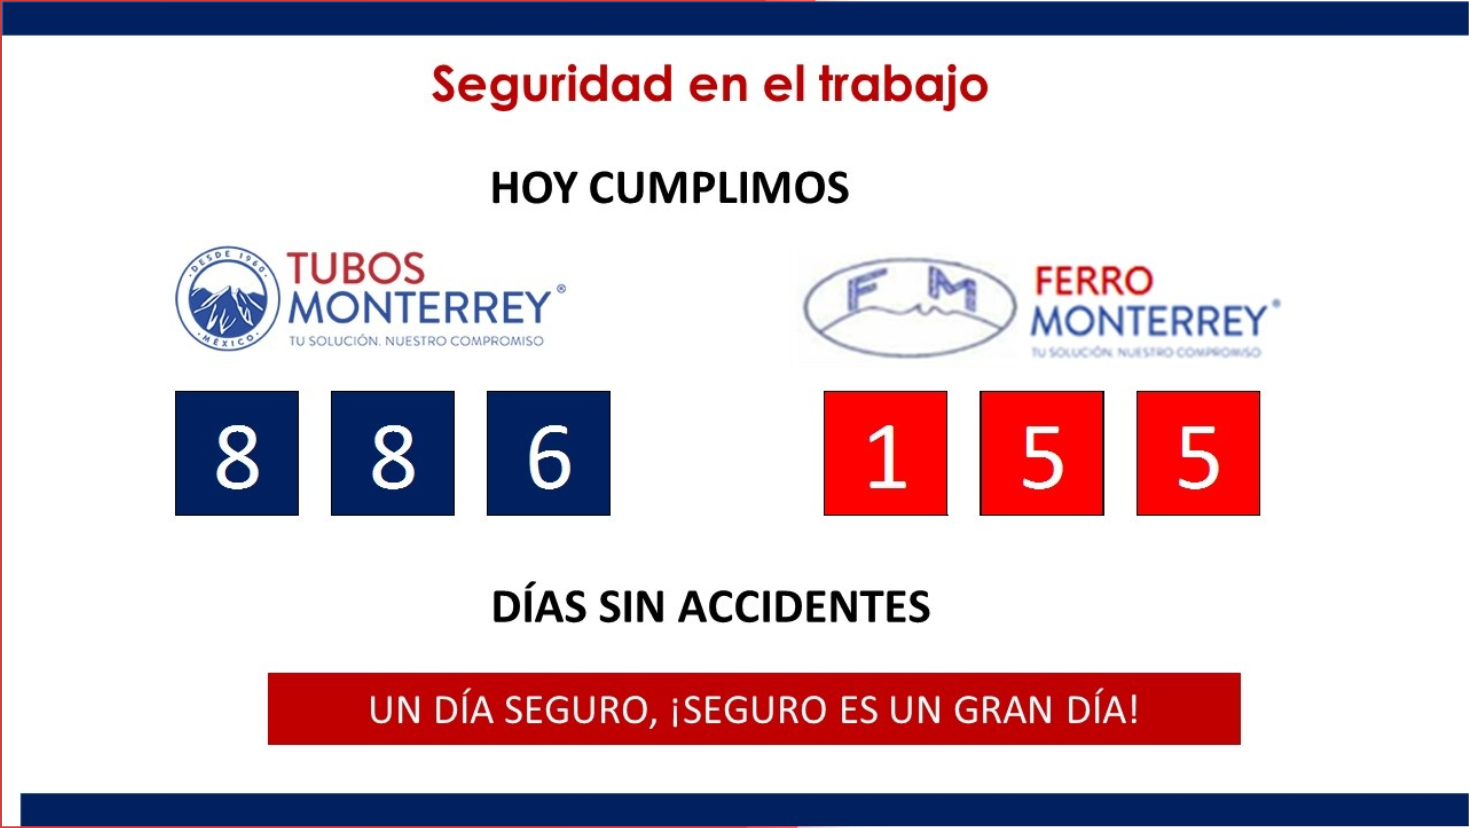 Seguridad en el trabajo
HOY CUMPLIMOS
DESDE 1960
MÉXICO
TUBOS
MONTERREY®
TU SOLUCIÓN. NUESTRO COMPROMISO
FM
FERRO
MONTERREY®
TU SOLUCIÓN. NUESTRO COMPROMISO
8 8 6
1 5 5
DÍAS SIN ACCIDENTES
UN DÍA SEGURO, ¡SEGURO ES UN GRAN DÍA!